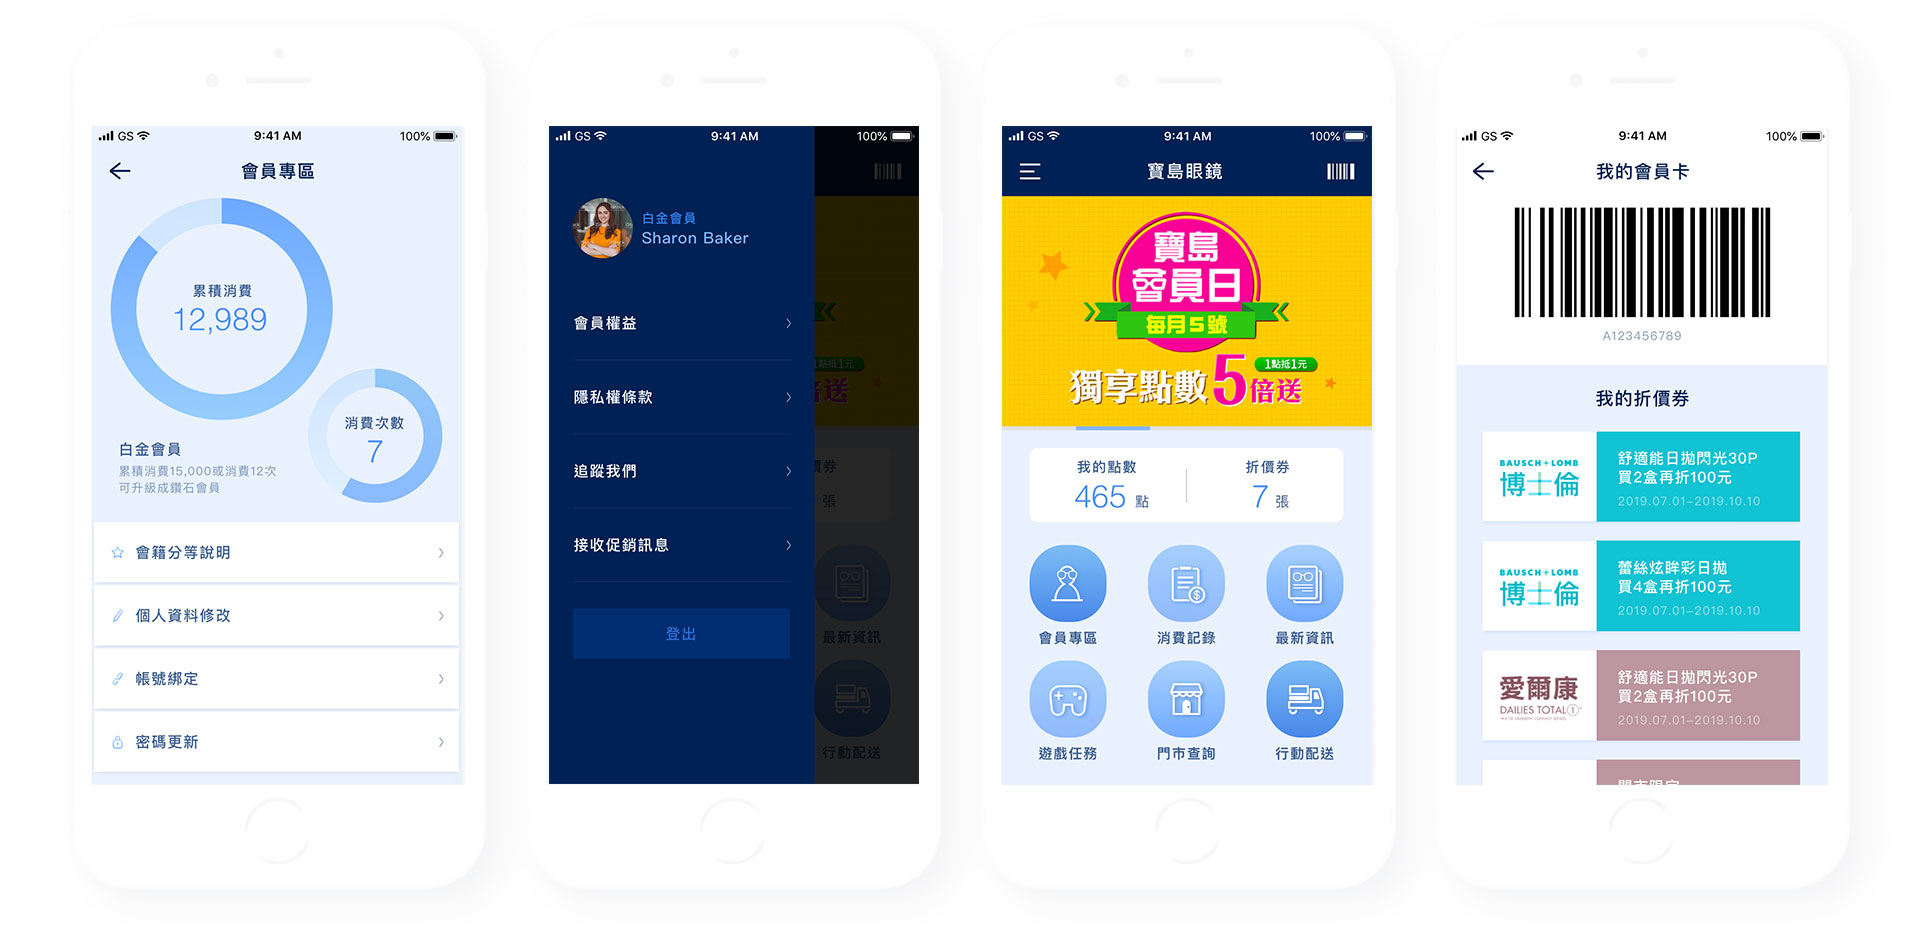 GS
9:41 AM
100%
會員專區
累積消費
12,989
消費次數
7
白金會員
累積消費15,000或消費12次
可升級成鑽石會員
會籍分等說明
個人資料修改
帳號綁定
密碼更新
GS
9:41 AM
100%
白金會員
Sharon Baker
會員權益
隱私權條款
追蹤我們
接收促銷訊息
登出
1點抵1元
張
最新資訊
行動配送
GS
9:41 AM
100%
寶島眼鏡
寶島
會員日
每月5號
1點抵1元
獨享點數5倍送
我的點數
465 點
折價券
7 張
會員專區
消費記錄
最新資訊
遊戲任務
門市查詢
行動配送
GS
9:41 AM
100%
我的會員卡
A123456789
我的折價券
BAUSCH+LOMB
博士倫
舒適能日拋閃光30P
買2盒再折100元
2019.07.01-2019.10.10
BAUSCH+LOMB
博士倫
蕾絲炫眸彩日拋
買4盒再折100元
2019.07.01-2019.10.10
愛爾康
DAILIES TOTAL 1
舒適能日拋閃光30P
買2盒再折100元
2019.07.01-2019.10.10